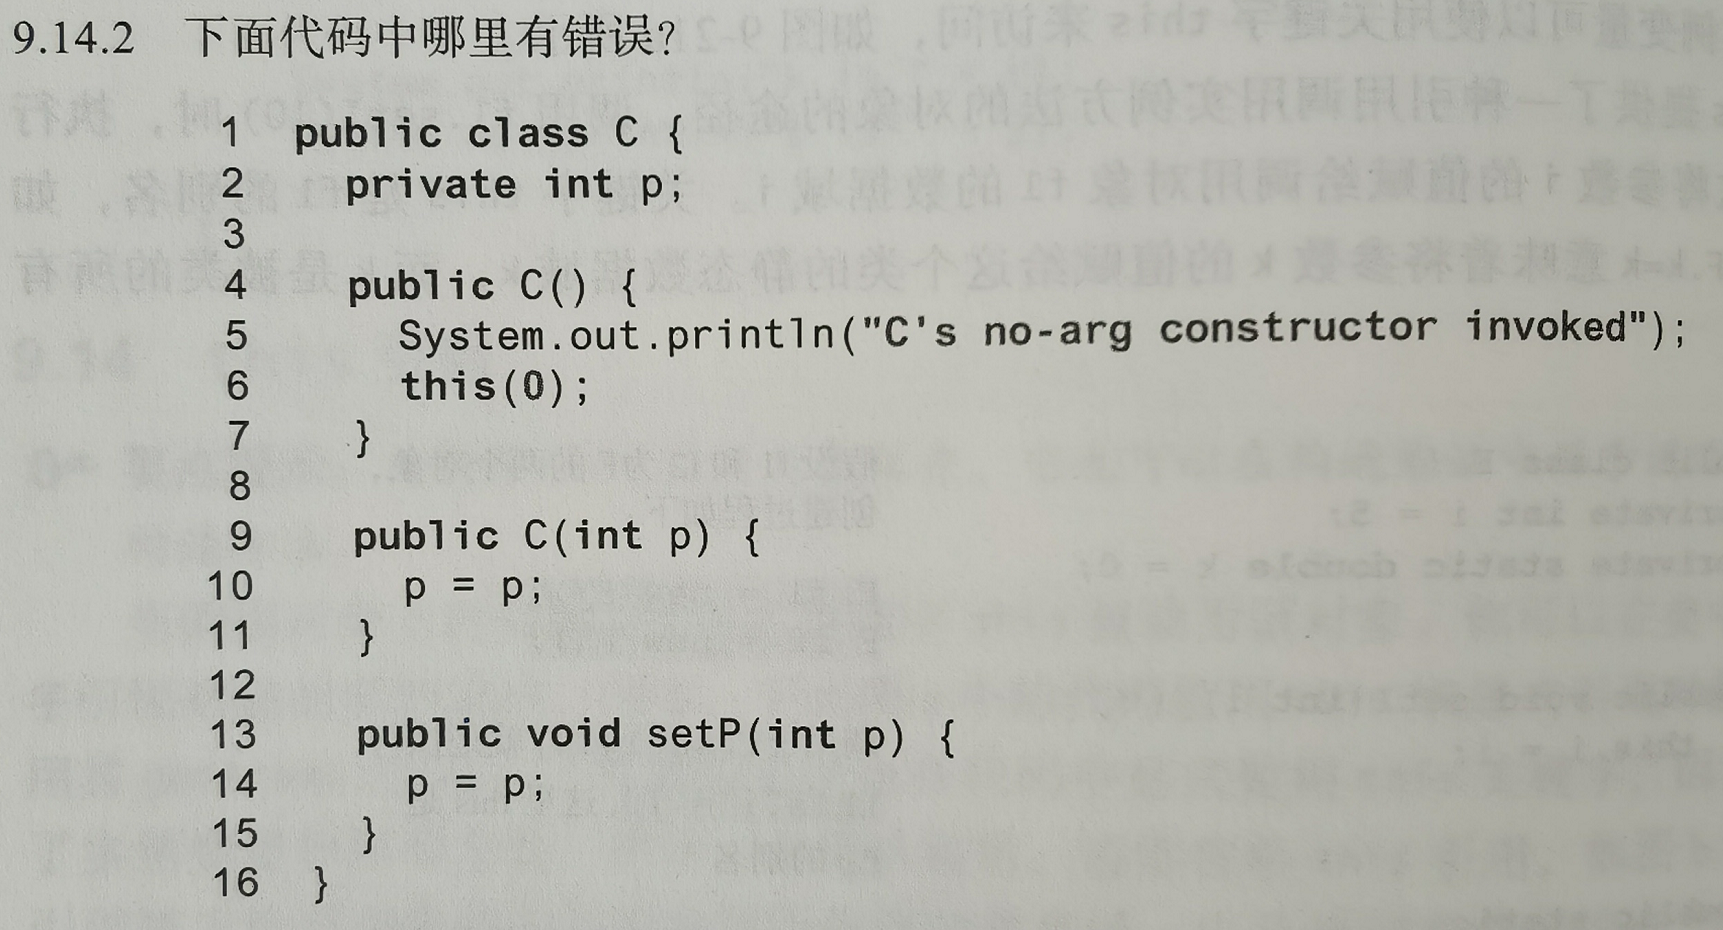 9.14.2 下面代码中哪里有错误?
1 public class C {
2 private int p;
3
4 public C() {
5 System.out.println("C's no-arg constructor invoked");
6 this(0);
7 }
8
9 public C(int p) {
10 p = p;
11 }
12
13 public void setP(int p) {
14 p = p;
15 }
16 }